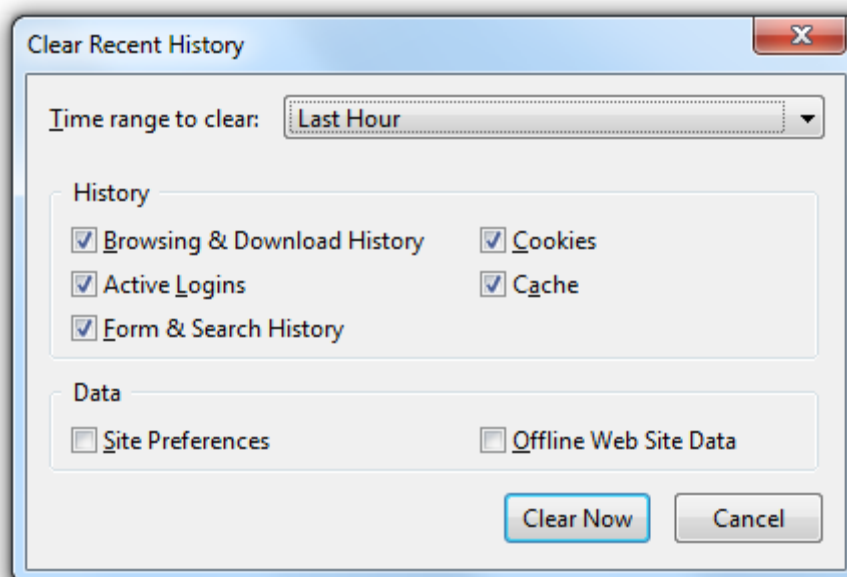 Clear Recent History
Time range to clear: Last Hour
History
Browsing & Download History Cookies
Active Logins Cache
Form & Search History
Data
Site Preferences Offline Web Site Data
Clear Now Cancel